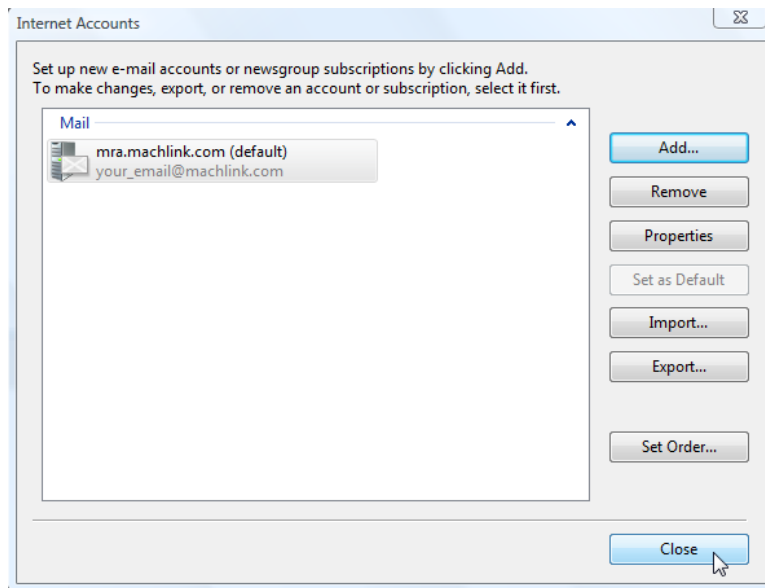 Internet Accounts
Set up new e-mail accounts or newsgroup subscriptions by clicking Add.
To make changes, export, or remove an account or subscription, select it first.
Mail
mra.machlink.com (default)
your_email@machlink.com
Add...
Remove
Properties
Set as Default
Import...
Export...
Set Order...
Close